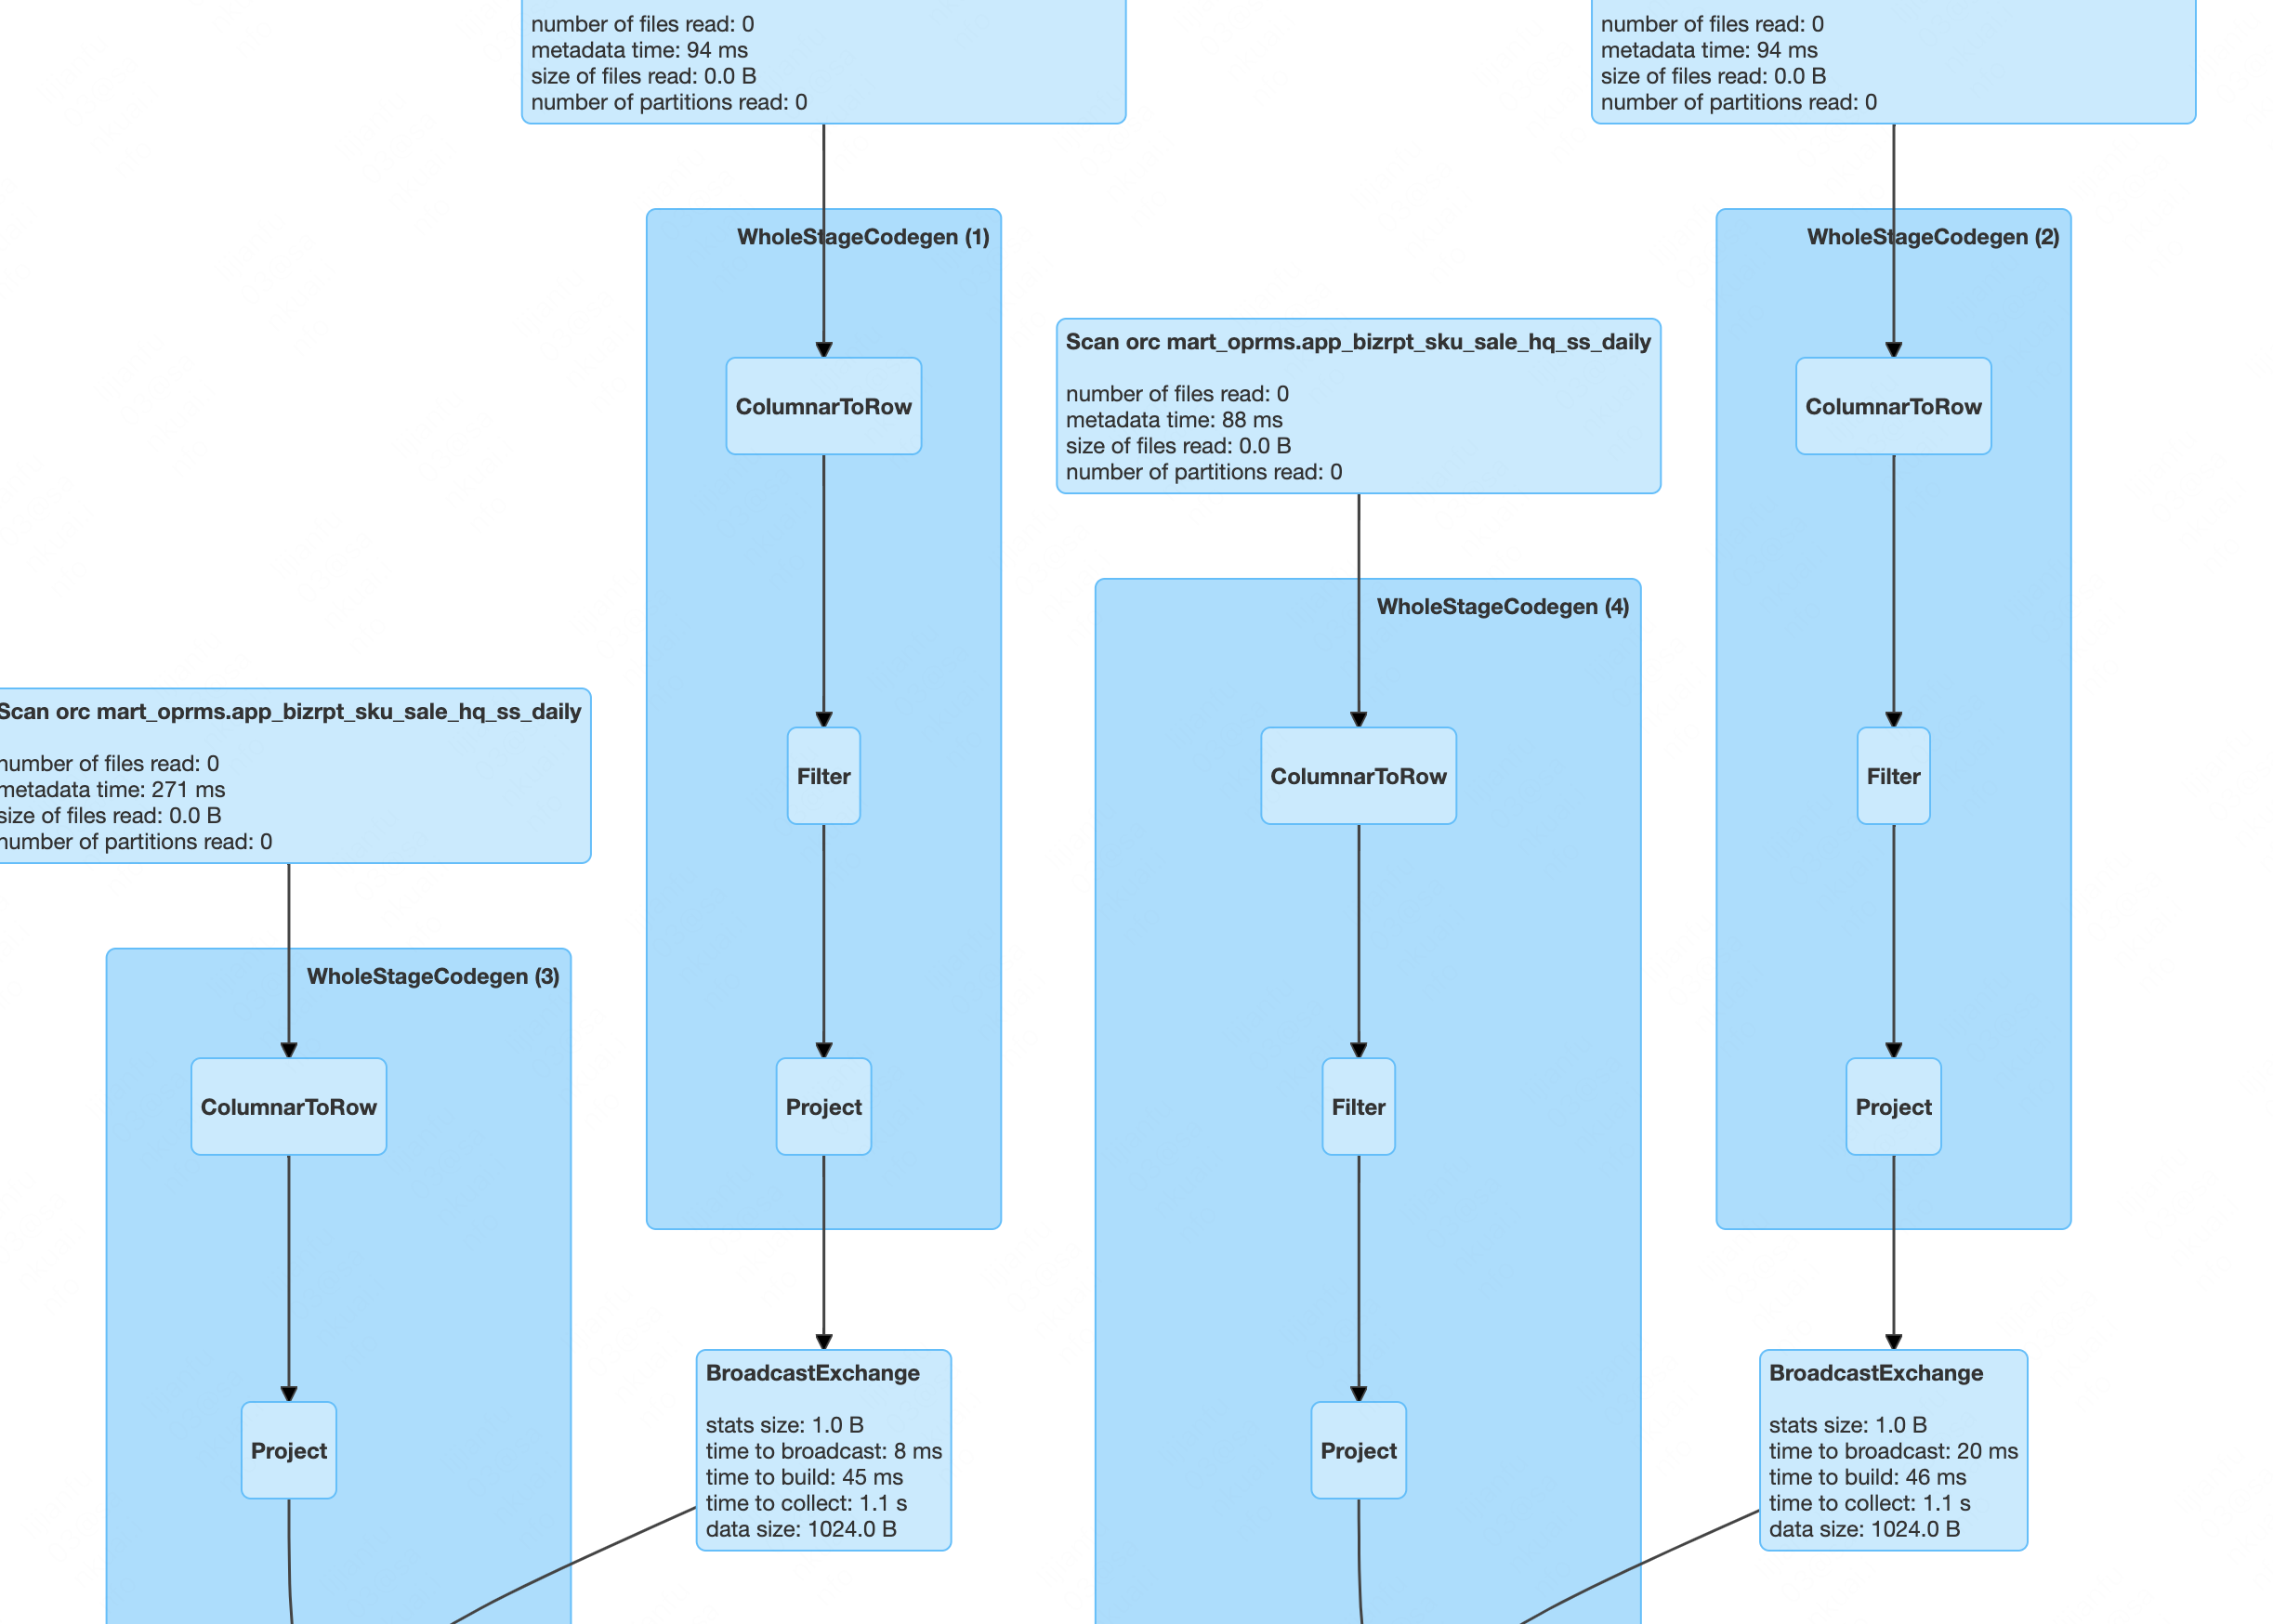 number of files read: 0
metadata time: 94 ms
size of files read: 0.0 B
number of partitions read: 0
number of files read: 0
metadata time: 94 ms
size of files read: 0.0 B
number of partitions read: 0
WholeStageCodegen (1)
ColumnarToRow
Filter
Project
BroadcastExchange
stats size: 1.0 B
time to broadcast: 8 ms
time to build: 45 ms
time to collect: 1.1 s
data size: 1024.0 B
WholeStageCodegen (2)
ColumnarToRow
Filter
Project
BroadcastExchange
stats size: 1.0 B
time to broadcast: 20 ms
time to build: 46 ms
time to collect: 1.1 s
data size: 1024.0 B
Scan orc mart_oprms.app_bizrpt_sku_sale_hq_ss_daily
number of files read: 0
metadata time: 88 ms
size of files read: 0.0 B
number of partitions read: 0
WholeStageCodegen (4)
ColumnarToRow
Filter
Project
Scan orc mart_oprms.app_bizrpt_sku_sale_hq_ss_daily
number of files read: 0
metadata time: 271 ms
size of files read: 0.0 B
number of partitions read: 0
WholeStageCodegen (3)
ColumnarToRow
Project